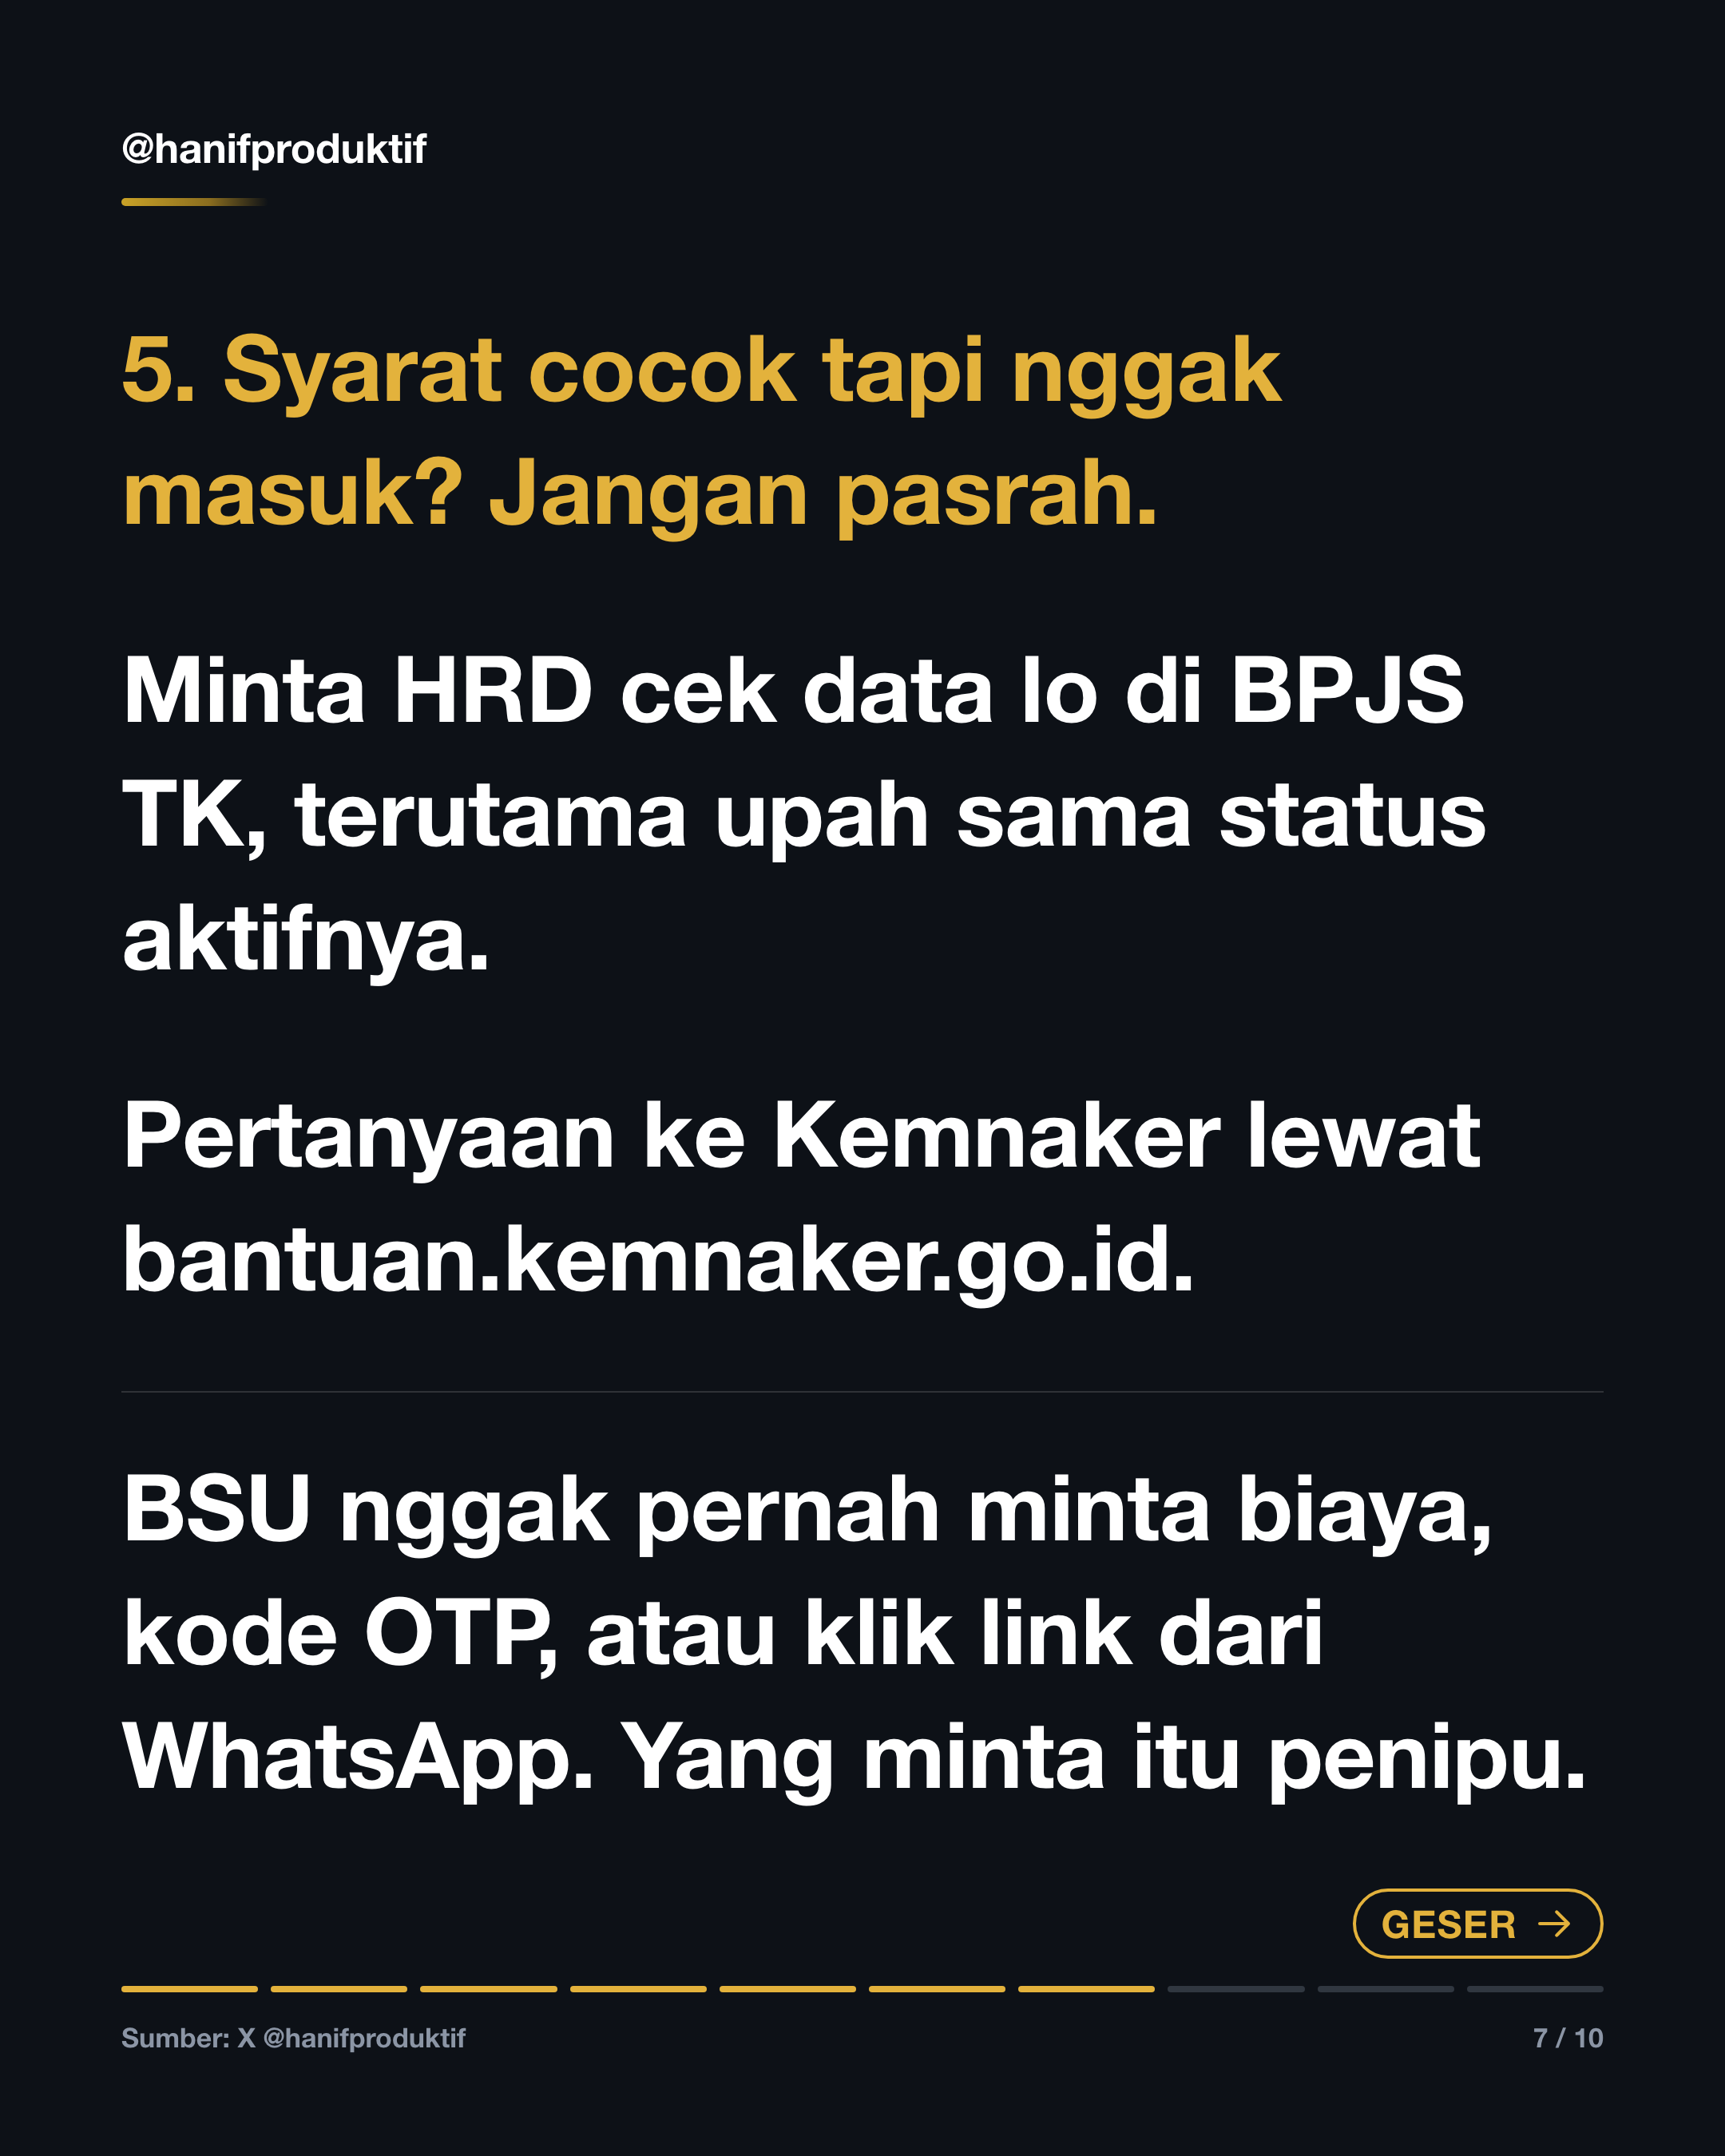 @hanifproduktif
5. Syarat cocok tapi nggak
masuk? Jangan pasrah.
Minta HRD cek data lo di BPJS
TK, terutama upah sama status
aktifnya.
Pertanyaan ke Kemnaker lewat
bantuan.kemnaker.go.id.
BSU nggak pernah minta biaya,
kode OTP, atau klik link dari
WhatsApp. Yang minta itu penipu.
GESER →
Sumber: X @hanifproduktif
7 / 10